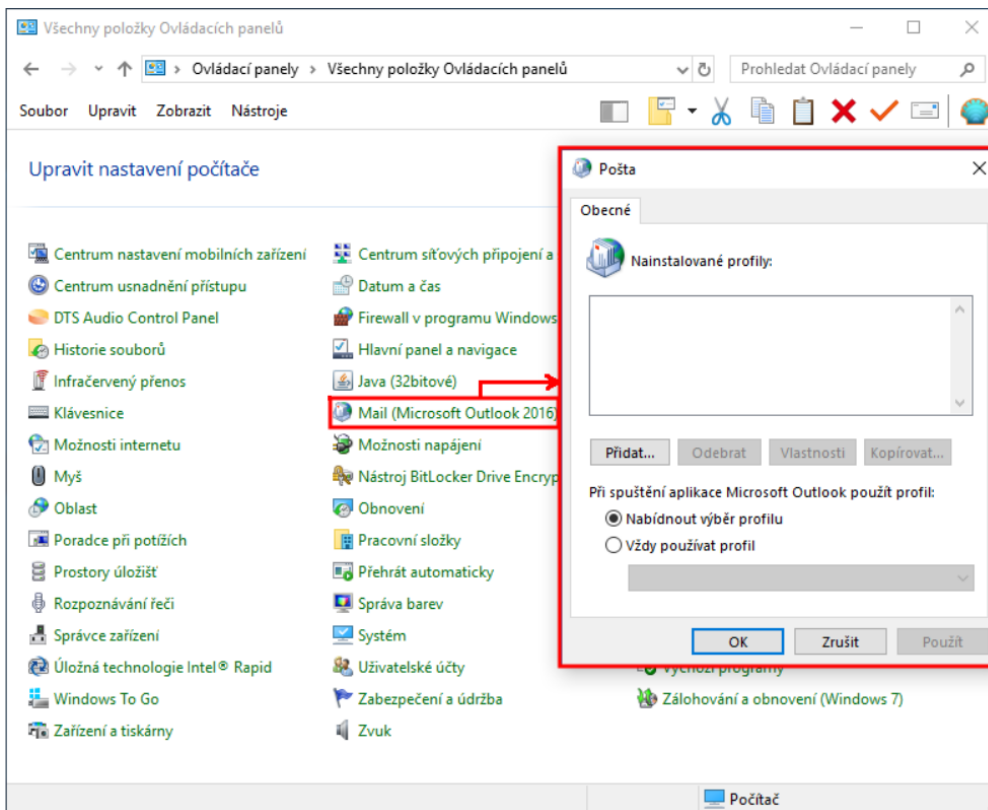 Všechny položky Ovládacích panelů
Ovládací panely > Všechny položky Ovládacích panelů
Prohledat Ovládací panely
Soubor Upravit Zobrazit Nástroje
Upravit nastavení počítače
Centrum nastavení mobilních zařízení
Centrum usnadnění přístupu
DTS Audio Control Panel
Historie souborů
Infračervený přenos
Klávesnice
Možnosti internetu
Myš
Oblast
Poradce při potížích
Prostory úložišť
Rozpoznávání řeči
Správce zařízení
Úložná technologie Intel® Rapid
Windows To Go
Zařízení a tiskárny
Centrum síťových připojení a
Datum a čas
Firewall v programu Windows
Hlavní panel a navigace
Java (32bitové)
Mail (Microsoft Outlook 2016)
Možnosti napájení
Nástroj BitLocker Drive Encryp
Obnovení
Pracovní složky
Přehrát automaticky
Správa barev
Systém
Uživatelské účty
Zabezpečení a údržba
Zvuk
Výchozí programy
Zálohování a obnovení (Windows 7)
Pošta
Obecné
Nainstalované profily:
Přidat... Odebrat Vlastnosti Kopírovat...
Při spuštění aplikace Microsoft Outlook použít profil:
Nabídnout výběr profilu
Vždy používat profil
OK Zrušit Použít
Počítač